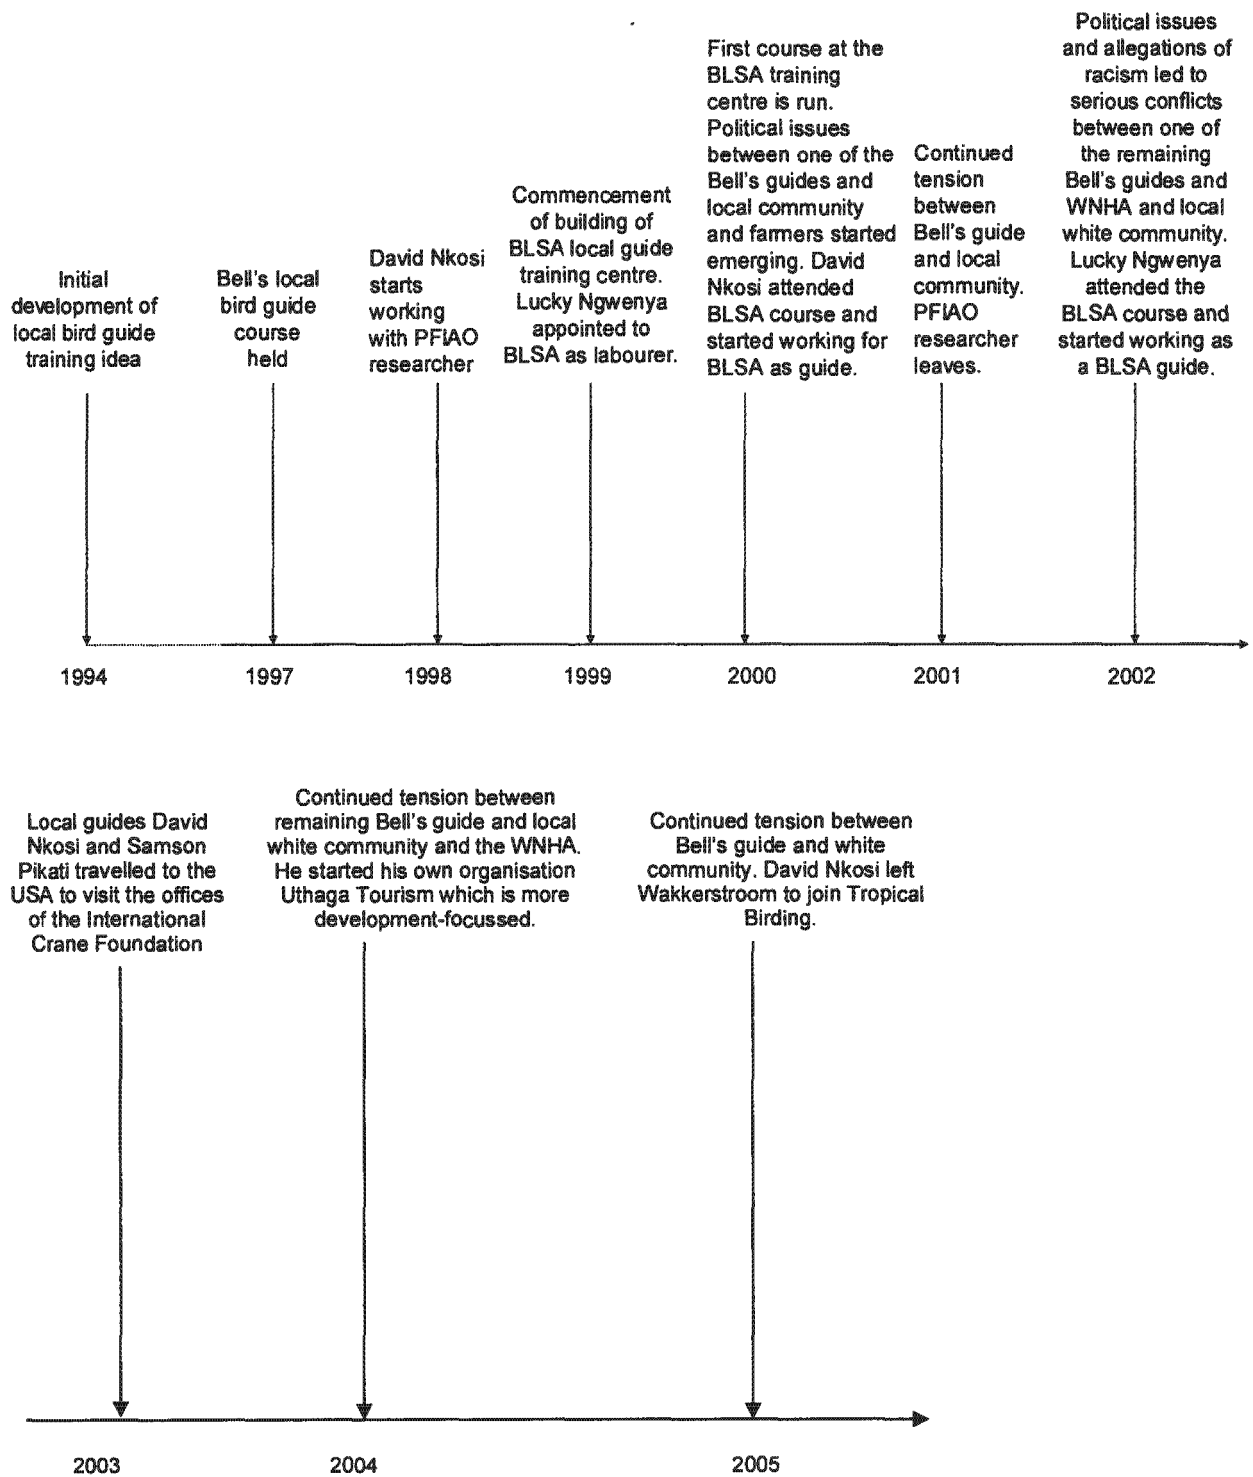 Initial
development of
local bird guide
training idea
Bell's local
bird guide
course
held
David Nkosi
starts
working
with PFIAO
researcher
Commencement
of building of
BLSA local guide
training centre.
Lucky Ngwenya
appointed to
BLSA as labourer.
First course at the
BLSA training
centre is run.
Political issues
between one of the
Bell's guides and
local community
and farmers started
emerging. David
Nkosi attended
BLSA course and
started working for
BLSA as guide.
Continued
tension
between
Bell's guide
and local
community.
PFIAO
researcher
leaves.
Political issues
and allegations of
racism led to
serious conflicts
between one of
the remaining
Bell's guides and
WNHA and local
white community.
Lucky Ngwenya
attended the
BLSA course and
started working as
a BLSA guide.
1994
1997
1998
1999
2000
2001
2002
Local guides David
Nkosi and Samson
Pikati travelled to the
USA to visit the offices
of the International
Crane Foundation
Continued tension between
remaining Bell's guide and local
white community and the WNHA.
He started his own organisation
Uthaga Tourism which is more
development-focussed.
Continued tension between
Bell's guide and white
community. David Nkosi left
Wakkerstroom to join Tropical
Birding.
2003
2004
2005